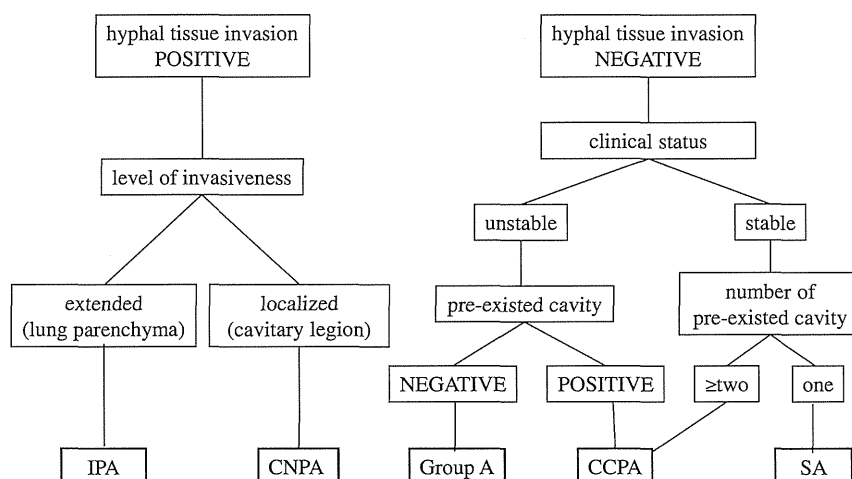 hyphal tissue invasion
POSITIVE
level of invasiveness
extended
(lung parenchyma)
localized
(cavitary legion)
IPA
CNPA
hyphal tissue invasion
NEGATIVE
clinical status
unstable
stable
pre-existed cavity
number of
pre-existed cavity
NEGATIVE
POSITIVE
≥two
one
Group A
CCPA
SA